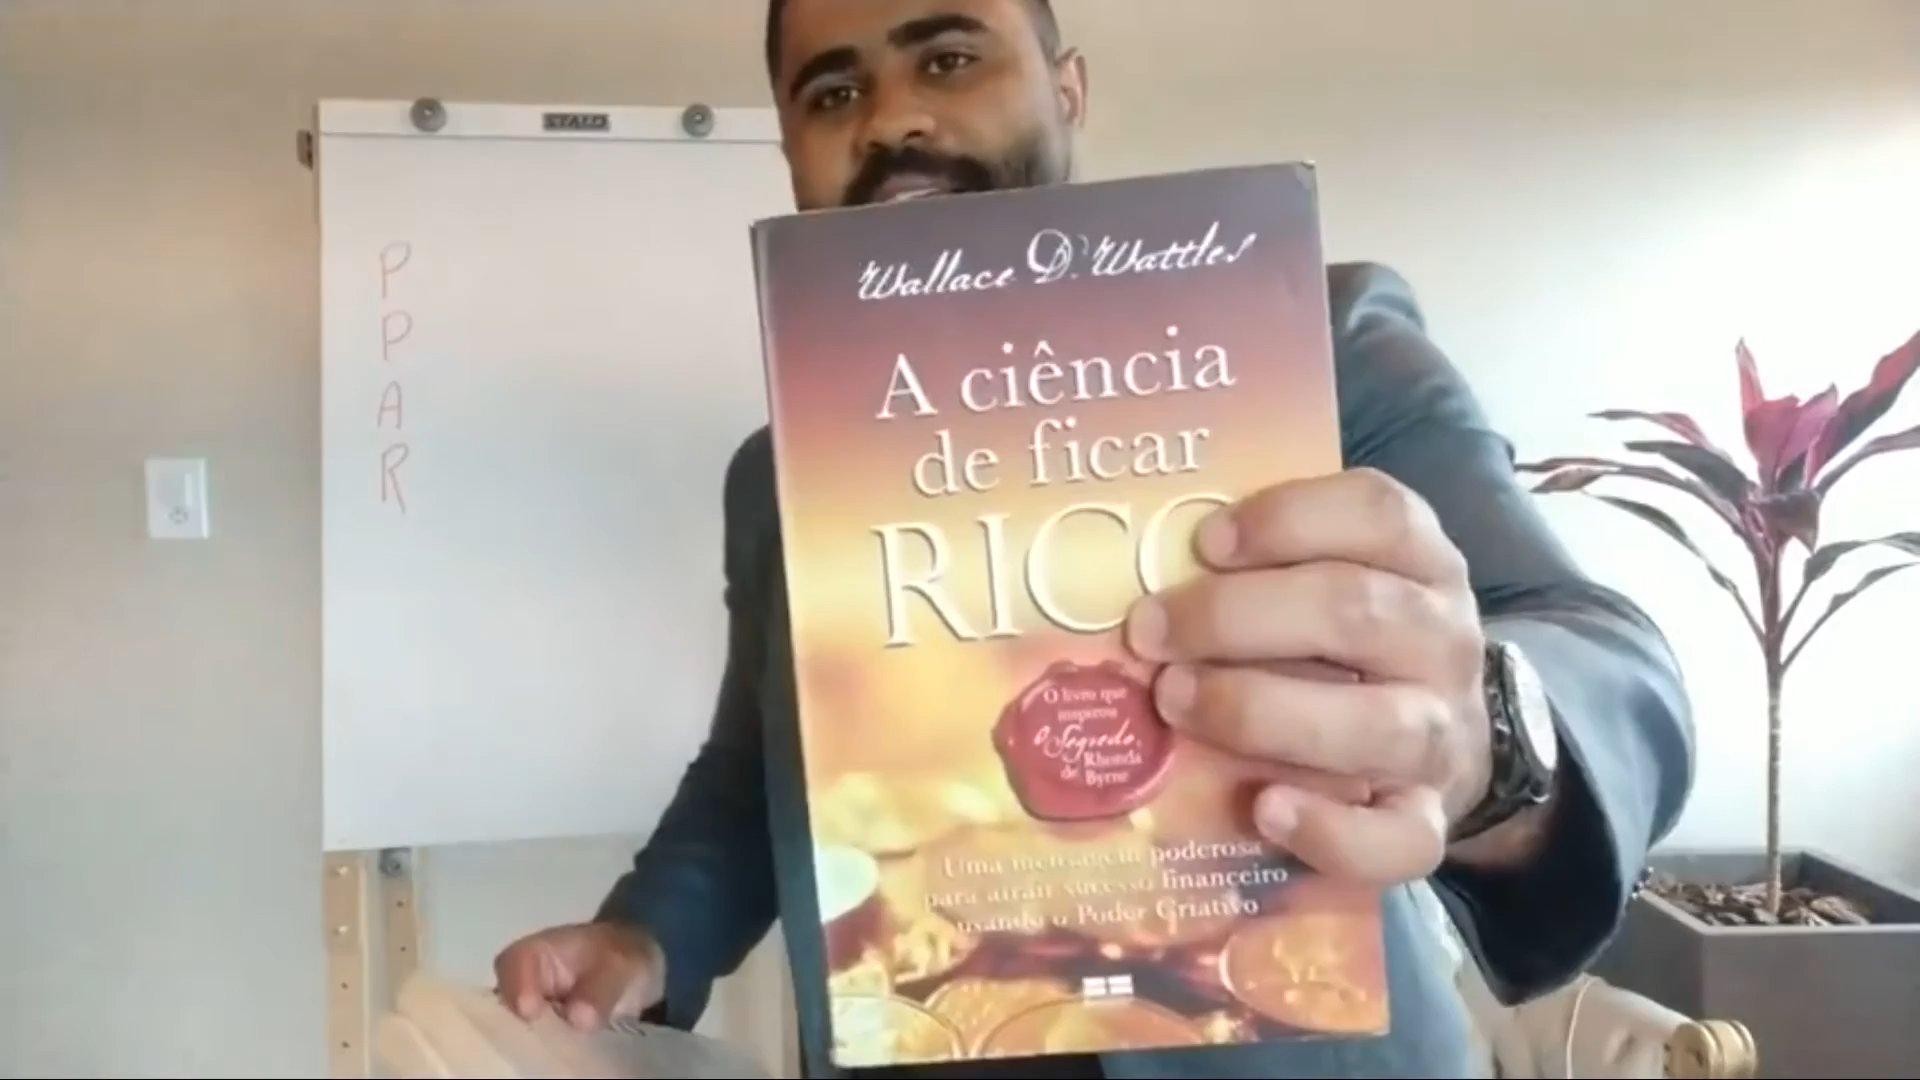 STALO
P
P
A
R
Wallace D. Wattles
A ciência
de ficar
RICO
O livro que
inspirou
O Segredo,
de Rhonda
Byrne
Uma mensagem poderosa
para atrair sucesso financeiro
usando o Poder Criativo